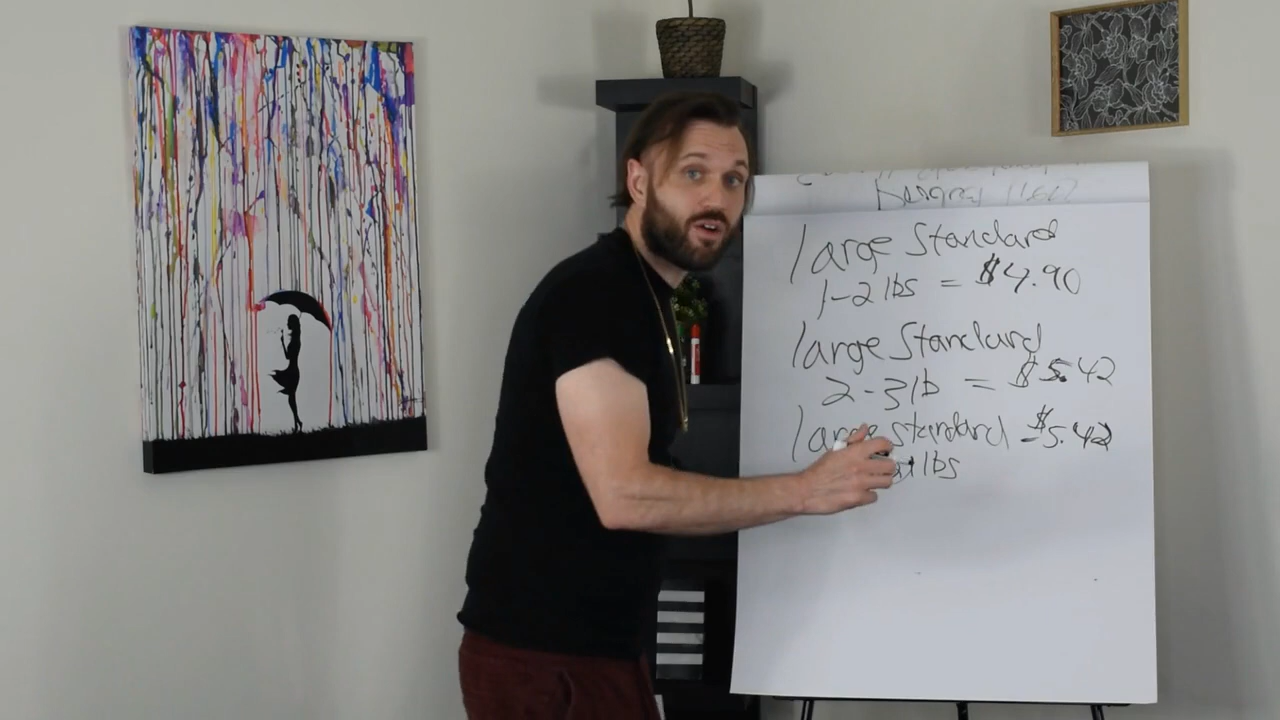 large Standard
1-2 lbs = $4.90
large Standard
2-3 lb = $5.42
large standard = $5.42
lbs